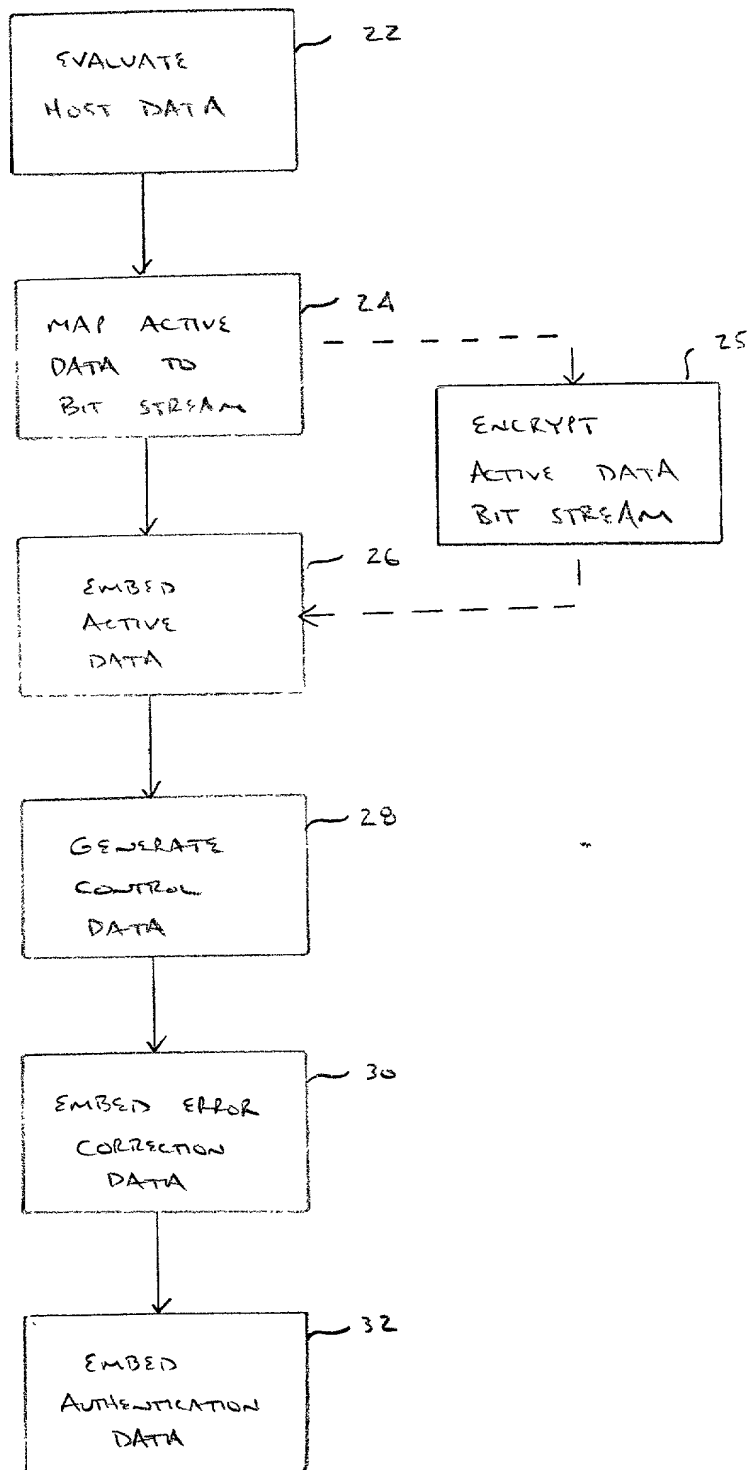 22
EVALUATE
HOST DATA
24
MAP ACTIVE
DATA TO
BIT STREAM
25
ENCRYPT
ACTIVE DATA
BIT STREAM
26
EMBED
ACTIVE
DATA
28
GENERATE
CONTROL
DATA
30
EMBED ERROR
CORRECTION
DATA
32
EMBED
AUTHENTICATION
DATA